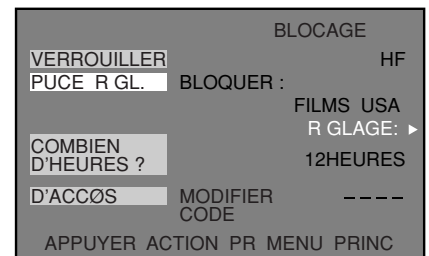 BLOCAGE
VERROUILLER HF
PUCE R GL. BLOQUER :
FILMS USA
R GLAGE: ►
COMBIEN
D'HEURES ? 12HEURES
D'ACCØS MODIFIER – – – –
CODE
APPUYER ACTION PR MENU PRINC